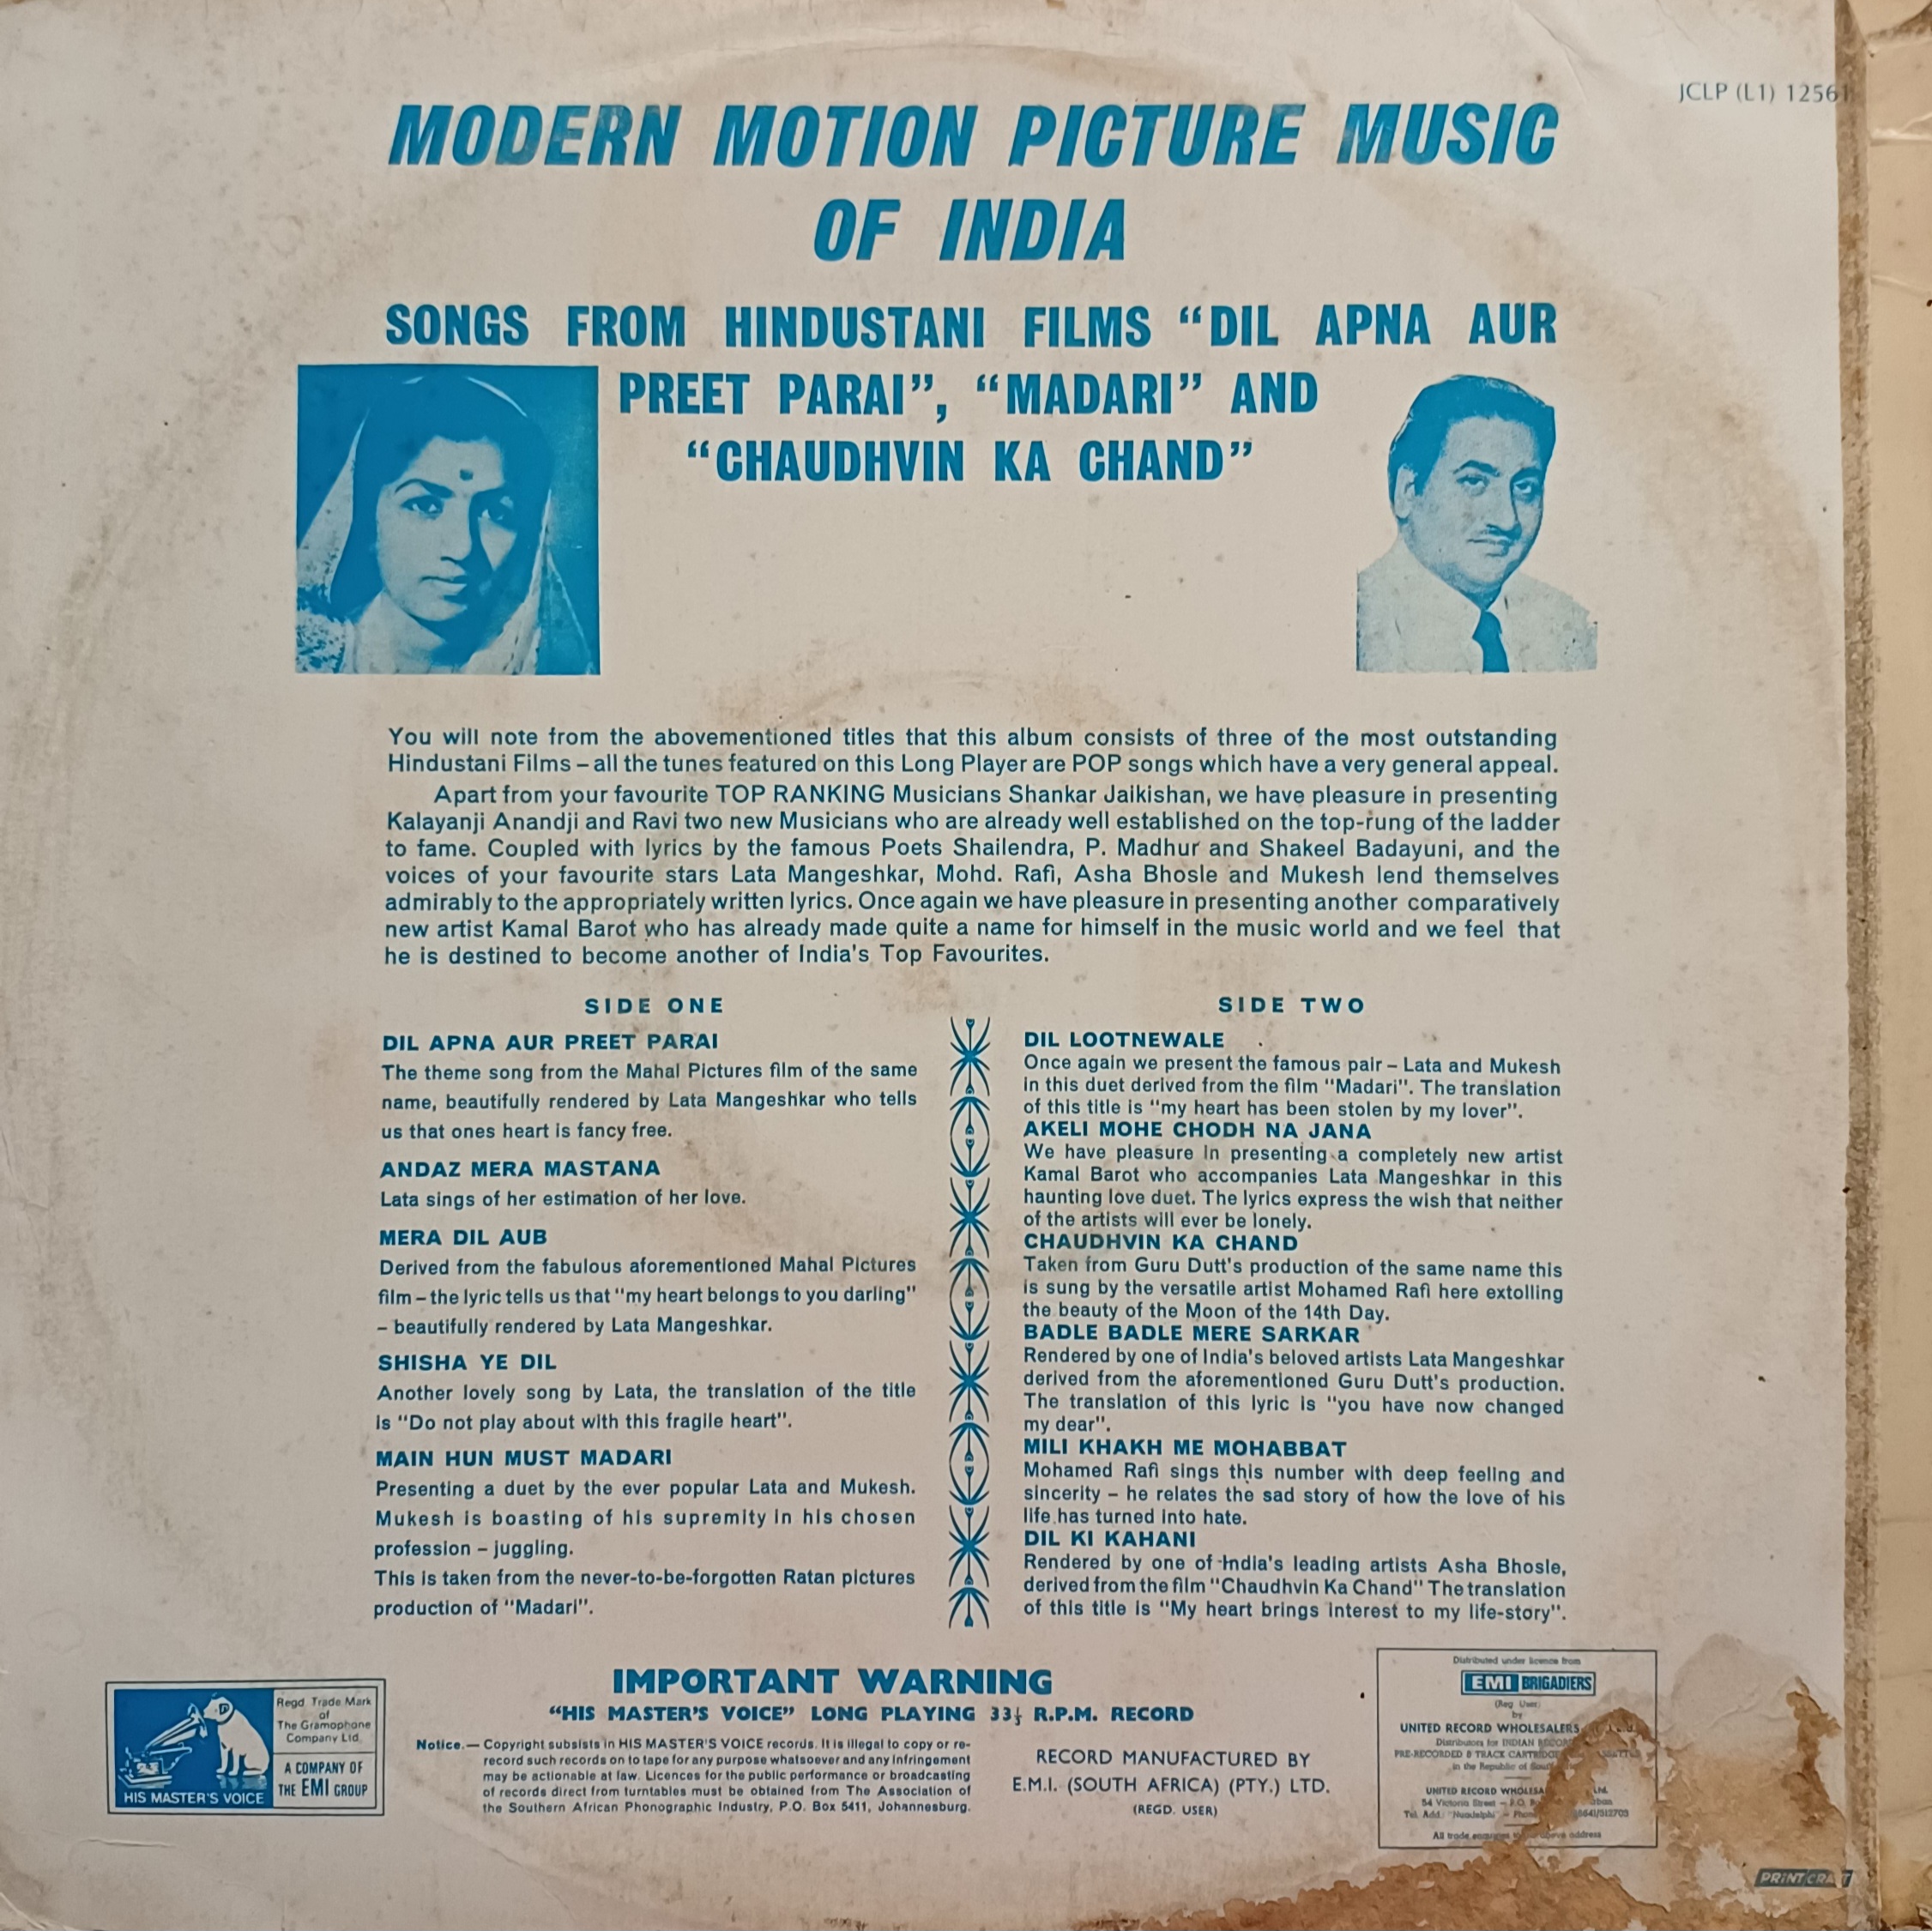 JCLP (L1) 12561
MODERN MOTION PICTURE MUSIC
OF INDIA
SONGS FROM HINDUSTANI FILMS “DIL APNA AUR
PREET PARAI”, “MADARI” AND
“CHAUDHVIN KA CHAND”
You will note from the abovementioned titles that this album consists of three of the most outstanding
Hindustani Films – all the tunes featured on this Long Player are POP songs which have a very general appeal.
Apart from your favourite TOP RANKING Musicians Shankar Jaikishan, we have pleasure in presenting
Kalayanji Anandji and Ravi two new Musicians who are already well established on the top-rung of the ladder
to fame. Coupled with lyrics by the famous Poets Shailendra, P. Madhur and Shakeel Badayuni, and the
voices of your favourite stars Lata Mangeshkar, Mohd. Rafi, Asha Bhosle and Mukesh lend themselves
admirably to the appropriately written lyrics. Once again we have pleasure in presenting another comparatively
new artist Kamal Barot who has already made quite a name for himself in the music world and we feel that
he is destined to become another of India's Top Favourites.
SIDE ONE
DIL APNA AUR PREET PARAI
The theme song from the Mahal Pictures film of the same
name, beautifully rendered by Lata Mangeshkar who tells
us that ones heart is fancy free.
ANDAZ MERA MASTANA
Lata sings of her estimation of her love.
MERA DIL AUB
Derived from the fabulous aforementioned Mahal Pictures
film – the lyric tells us that "my heart belongs to you darling"
– beautifully rendered by Lata Mangeshkar.
SHISHA YE DIL
Another lovely song by Lata, the translation of the title
is "Do not play about with this fragile heart".
MAIN HUN MUST MADARI
Presenting a duet by the ever popular Lata and Mukesh.
Mukesh is boasting of his supremity in his chosen
profession – juggling.
This is taken from the never-to-be-forgotten Ratan pictures
production of "Madari".
SIDE TWO
DIL LOOTNEWALE
Once again we present the famous pair – Lata and Mukesh
in this duet derived from the film "Madari". The translation
of this title is "my heart has been stolen by my lover".
AKELI MOHE CHODH NA JANA
We have pleasure in presenting a completely new artist
Kamal Barot who accompanies Lata Mangeshkar in this
haunting love duet. The lyrics express the wish that neither
of the artists will ever be lonely.
CHAUDHVIN KA CHAND
Taken from Guru Dutt's production of the same name this
is sung by the versatile artist Mohamed Rafi here extolling
the beauty of the Moon of the 14th Day.
BADLE BADLE MERE SARKAR
Rendered by one of India's beloved artists Lata Mangeshkar
derived from the aforementioned Guru Dutt's production.
The translation of this lyric is "you have now changed
my dear".
MILI KHAKH ME MOHABBAT
Mohamed Rafi sings this number with deep feeling and
sincerity – he relates the sad story of how the love of his
life has turned into hate.
DIL KI KAHANI
Rendered by one of India's leading artists Asha Bhosle,
derived from the film "Chaudhvin Ka Chand" The translation
of this title is "My heart brings interest to my life-story".
HIS MASTER'S VOICE
Regd Trade Mark
of
The Gramophone
Company Ltd.
A COMPANY OF
THE EMI GROUP
IMPORTANT WARNING
“HIS MASTER'S VOICE” LONG PLAYING 33⅓ R.P.M. RECORD
Notice.— Copyright subsists in HIS MASTER'S VOICE records. It is illegal to copy or re-
record such records on to tape for any purpose whatsoever and any infringement
may be actionable at law. Licences for the public performance or broadcasting
of records direct from turntables must be obtained from The Association of
the Southern African Phonographic Industry, P.O. Box 5411, Johannesburg.
RECORD MANUFACTURED BY
E.M.I. (SOUTH AFRICA) (PTY.) LTD.
(REGD. USER)
Distributed under licence from
EMI BRIGADIERS
(Reg User)
by
UNITED RECORD WHOLESALERS
Distributors for INDIAN
PRE-RECORDED 8 TRACK
in the Republic of
UNITED RECORD
54 Victoria Street – P.O.
Tel. Add.
All trade address
PRINTCRAFT